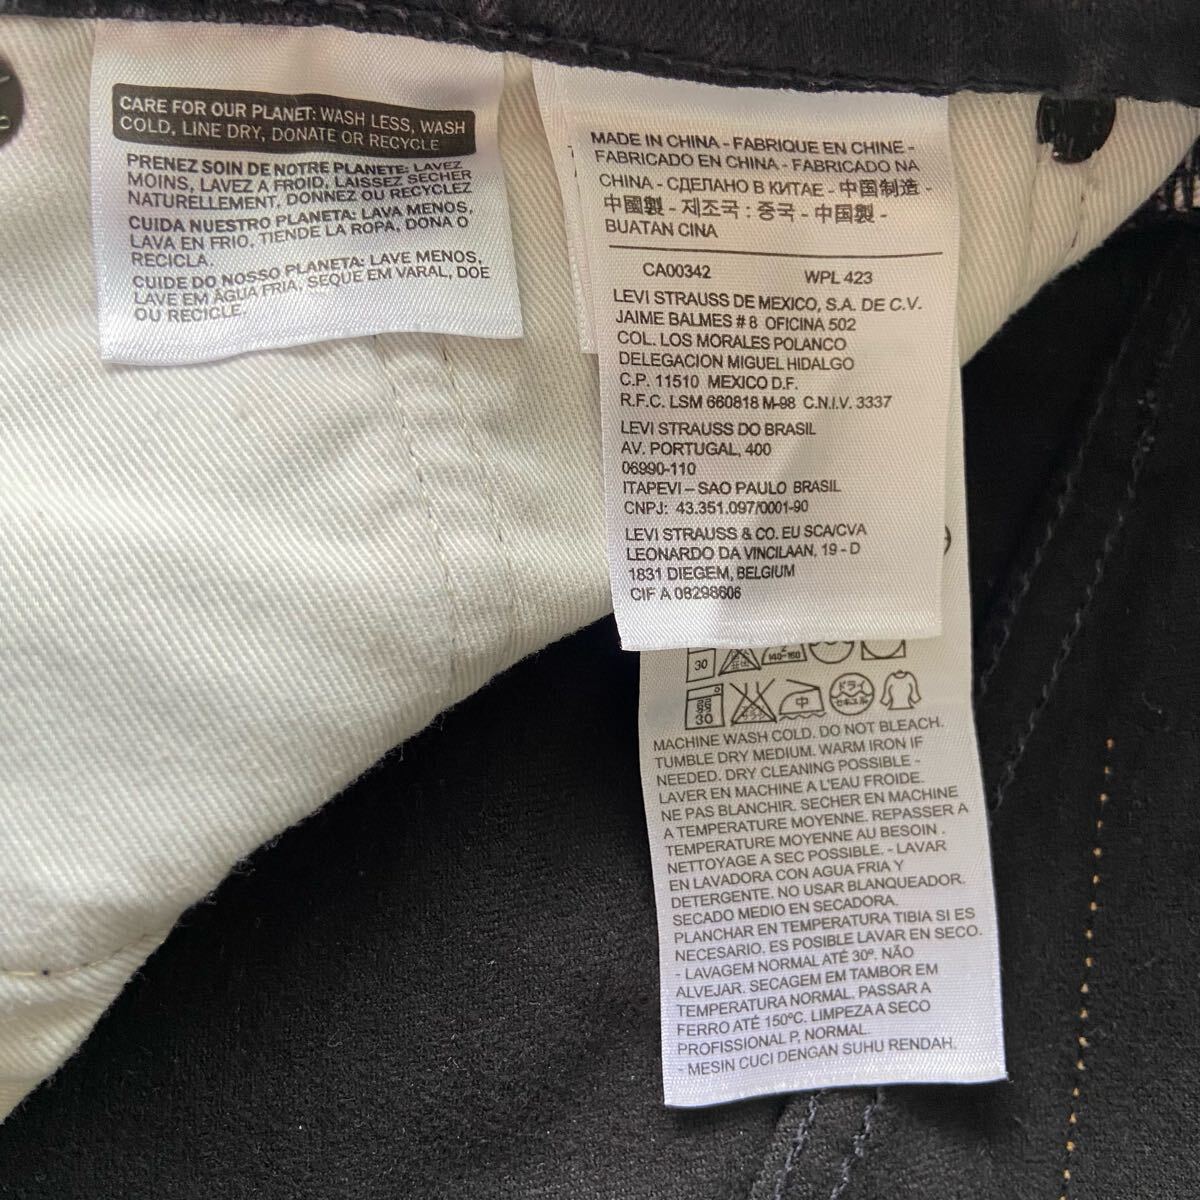 CARE FOR OUR PLANET: WASH LESS, WASH
COLD, LINE DRY, DONATE OR RECYCLE
PRENEZ SOIN DE NOTRE PLANETE: LAVEZ
MOINS, LAVEZ A FROID, LAISSEZ SECHER
NATURELLEMENT, DONNEZ OU RECYCLEZ
CUIDA NUESTRO PLANETA: LAVA MENOS,
LAVA EN FRIO, TIENDE LA ROPA, DONA O
RECICLA.
CUIDE DO NOSSO PLANETA: LAVE MENOS,
LAVE EM ÁGUA FRIA, SEQUE EM VARAL, DOE
OU RECICLE.
MADE IN CHINA - FABRIQUE EN CHINE -
FABRICADO EN CHINA - FABRICADO NA
CHINA - СДЕЛАНО В КИТАЕ - 中国制造 -
中國製 - 제조국 : 중국 - 中国製 -
BUATAN CINA
CA00342 WPL 423
LEVI STRAUSS DE MEXICO, S.A. DE C.V.
JAIME BALMES # 8 OFICINA 502
COL. LOS MORALES POLANCO
DELEGACION MIGUEL HIDALGO
C.P. 11510 MEXICO D.F.
R.F.C. LSM 660818 M-98 C.N.I.V. 3337
LEVI STRAUSS DO BRASIL
AV. PORTUGAL, 400
06990-110
ITAPEVI – SAO PAULO BRASIL
CNPJ: 43.351.097/0001-90
LEVI STRAUSS & CO. EU SCA/CVA
LEONARDO DA VINCILAAN, 19 - D
1831 DIEGEM, BELGIUM
CIF A 08298606
30 140-160
30 中 ドライ
MACHINE WASH COLD. DO NOT BLEACH.
TUMBLE DRY MEDIUM. WARM IRON IF
NEEDED. DRY CLEANING POSSIBLE -
LAVER EN MACHINE A L'EAU FROIDE.
NE PAS BLANCHIR. SECHER EN MACHINE
A TEMPERATURE MOYENNE. REPASSER A
TEMPERATURE MOYENNE AU BESOIN .
NETTOYAGE A SEC POSSIBLE. - LAVAR
EN LAVADORA CON AGUA FRIA Y
DETERGENTE. NO USAR BLANQUEADOR.
SECADO MEDIO EN SECADORA.
PLANCHAR EN TEMPERATURA TIBIA SI ES
NECESARIO. ES POSIBLE LAVAR EN SECO.
- LAVAGEM NORMAL ATÉ 30º. NÃO
ALVEJAR. SECAGEM EM TAMBOR EM
TEMPERATURA NORMAL. PASSAR A
FERRO ATÉ 150ºC. LIMPEZA A SECO
PROFISSIONAL P, NORMAL.
- MESIN CUCI DENGAN SUHU RENDAH.